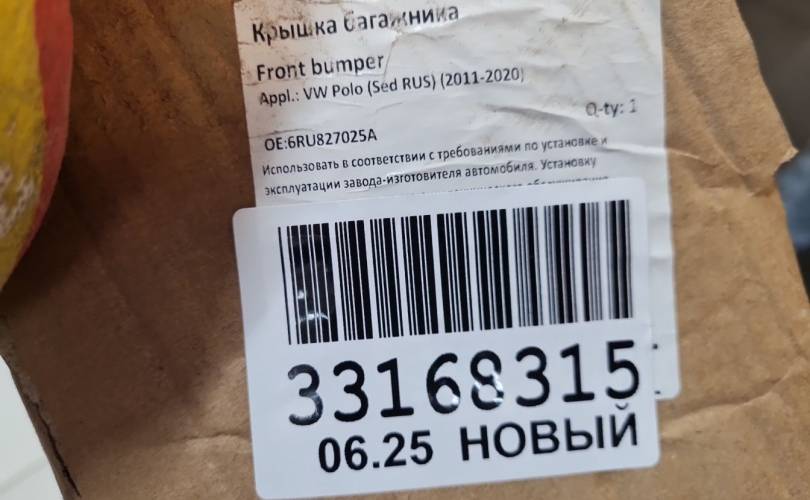 Крышка багажника
Front bumper
Appl.: VW Polo (Sed RUS) (2011-2020)
Q-ty: 1
OE:6RU827025A
Использовать в соответствии с требованиями по установке и
эксплуатации завода-изготовителя автомобиля. Установку
33168315
06.25 НОВЫЙ